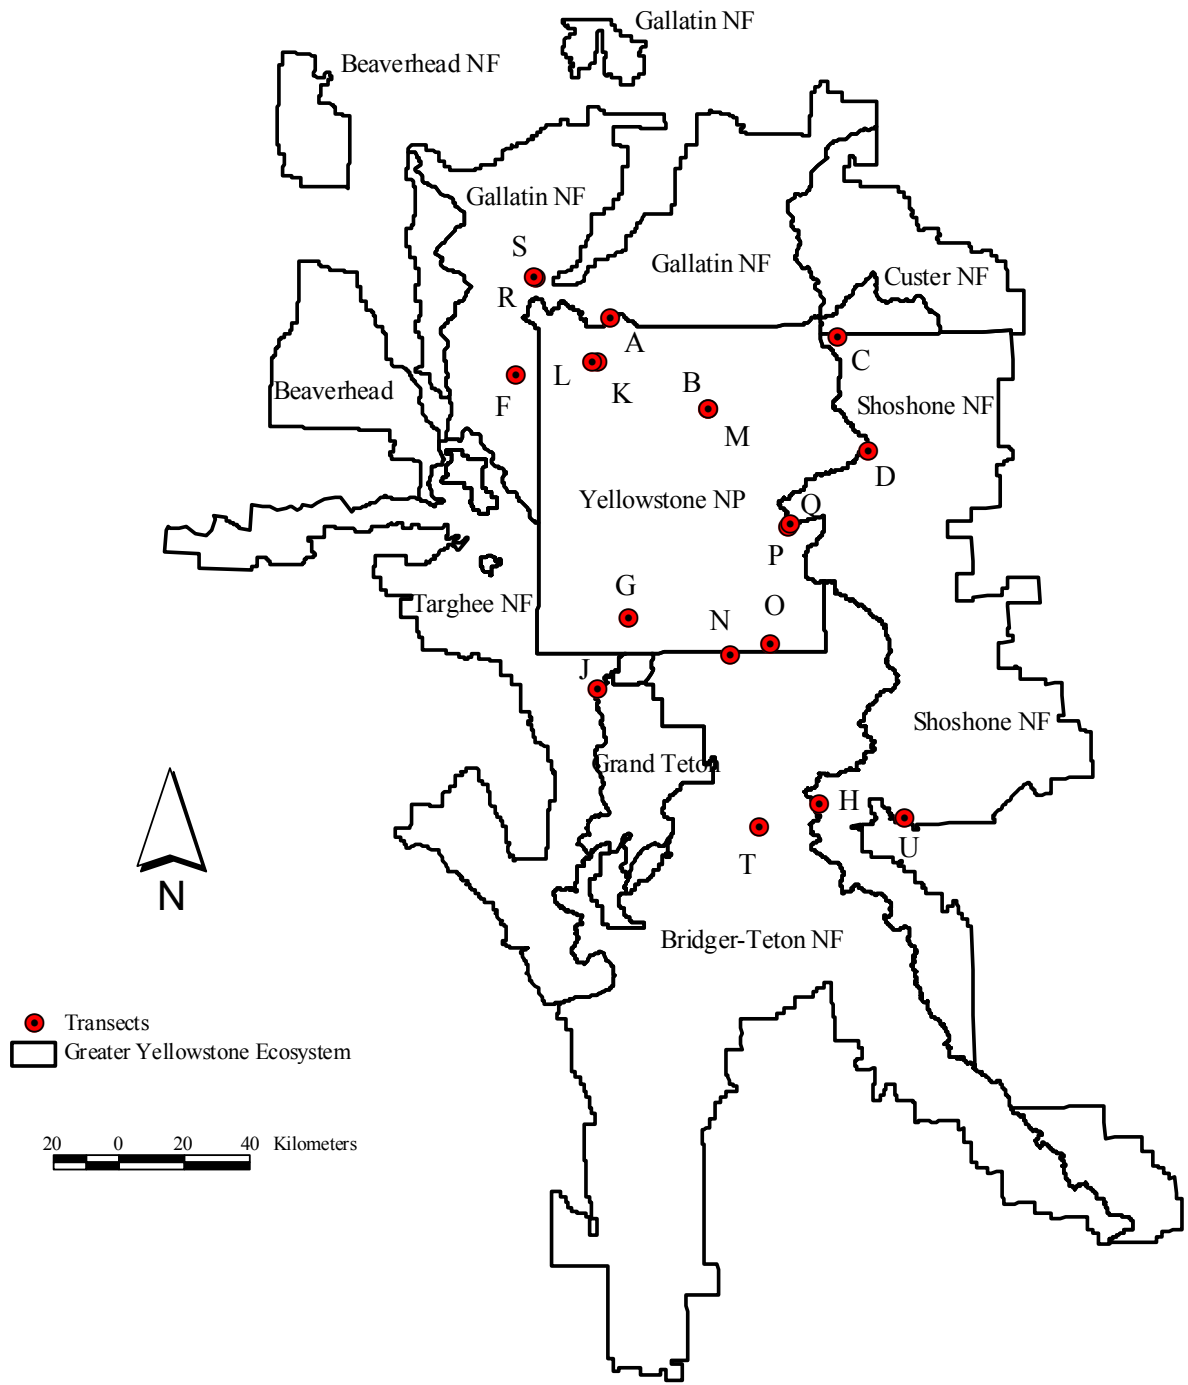 Gallatin NF
Beaverhead NF
Gallatin NF
S
Gallatin NF
Custer NF
R
A
C
L
K
B
F
Beaverhead
Shoshone NF
M
D
Yellowstone NP
Q
P
G
Targhee NF
N
O
J
Shoshone NF
Grand Teton
H
U
T
N
Bridger-Teton NF
Transects
Greater Yellowstone Ecosystem
20 0 20 40 Kilometers